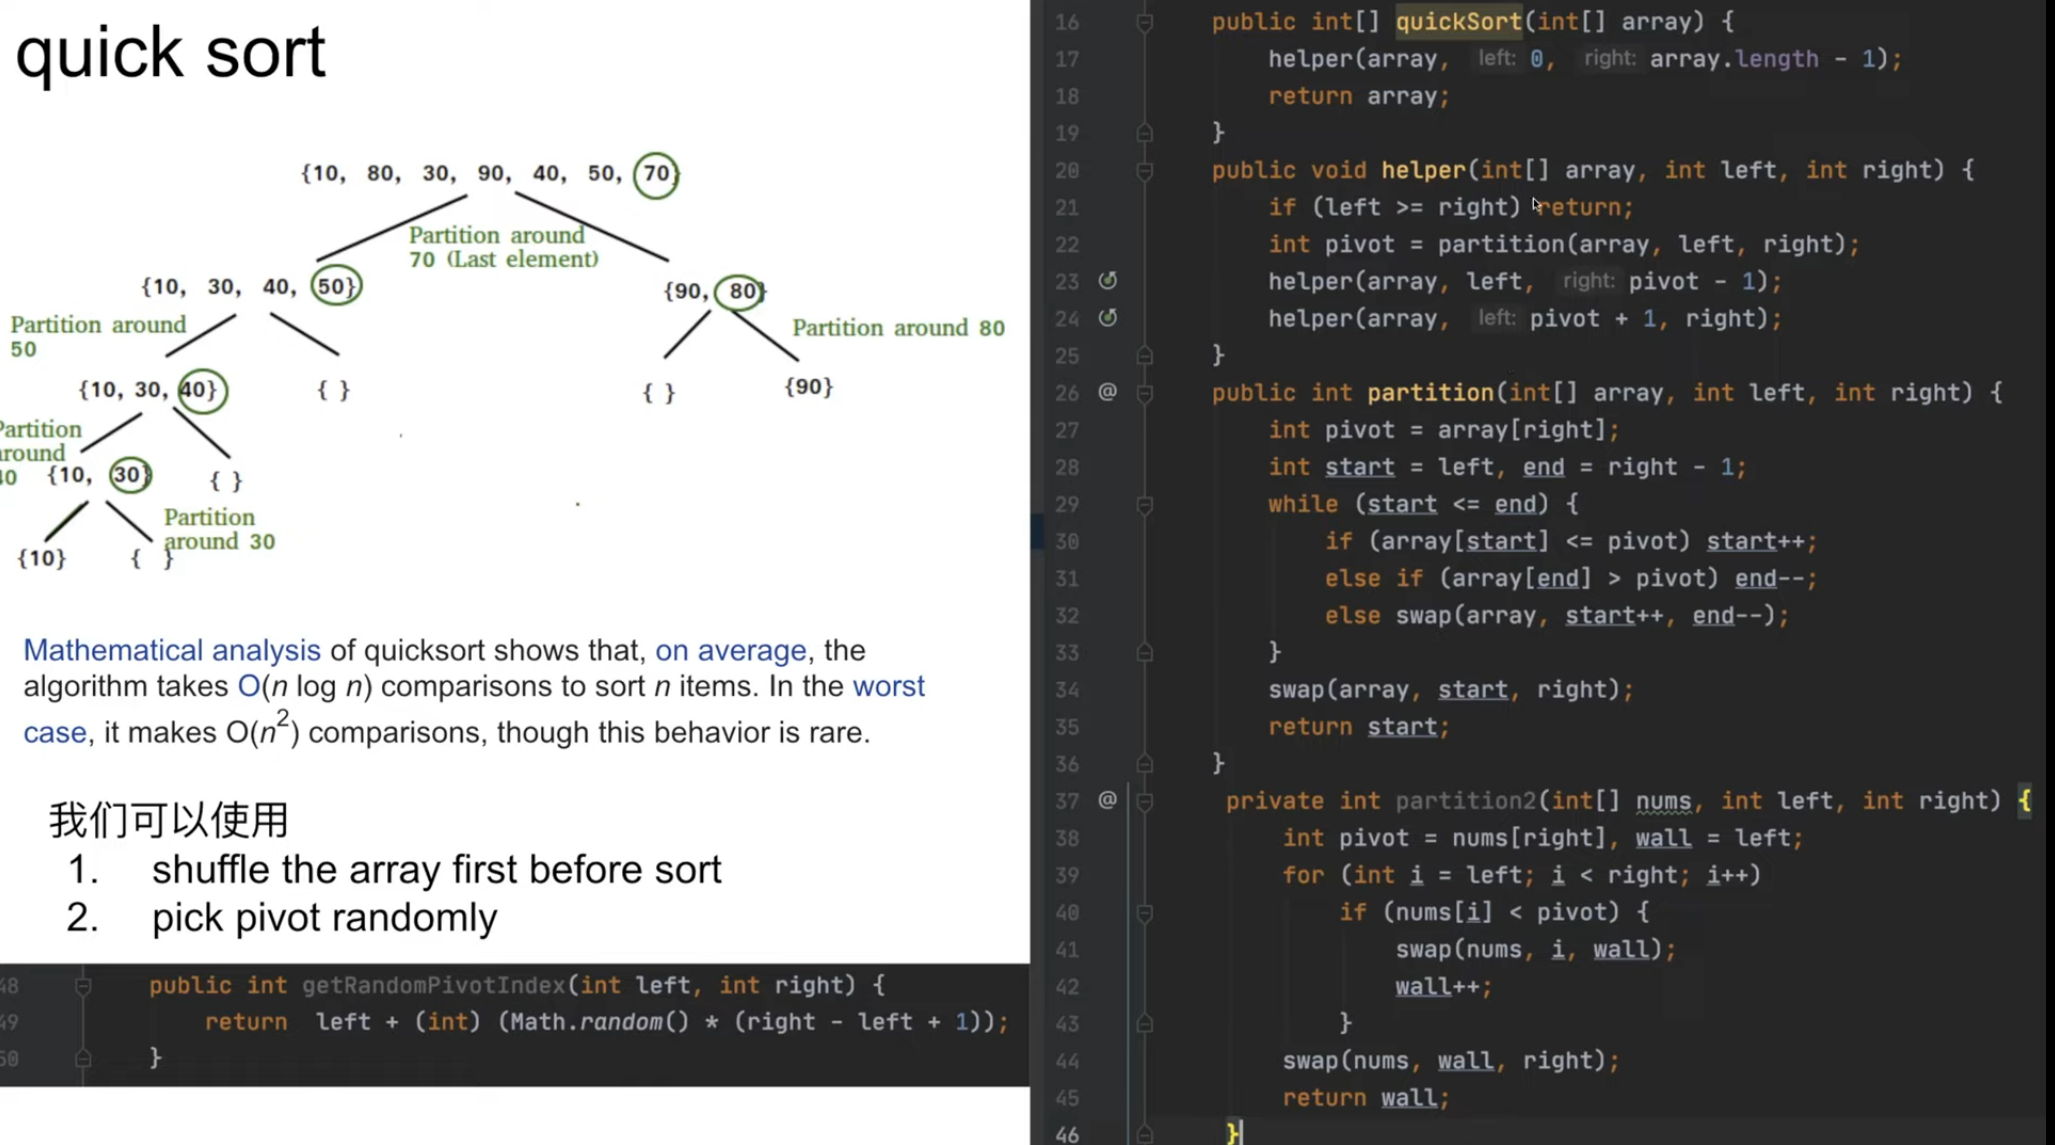 quick sort
{10, 80, 30, 90, 40, 50, 70}
Partition around
70 (Last element)
{10, 30, 40, 50}
{90, 80}
Partition around
50
Partition around 80
{10, 30, 40}
{ }
{ }
{90}
Partition
around
40
{10, 30}
{ }
Partition
around 30
{10}
{ }
Mathematical analysis of quicksort shows that, on average, the
algorithm takes O(n log n) comparisons to sort n items. In the worst
case, it makes O(n²) comparisons, though this behavior is rare.
我们可以使用
1. shuffle the array first before sort
2. pick pivot randomly
48 public int getRandomPivotIndex(int left, int right) {
49 return left + (int) (Math.random() * (right - left + 1));
50 }
16 public int[] quickSort(int[] array) {
17 helper(array, left: 0, right: array.length - 1);
18 return array;
19 }
20 public void helper(int[] array, int left, int right) {
21 if (left >= right) return;
22 int pivot = partition(array, left, right);
23 helper(array, left, right: pivot - 1);
24 helper(array, left: pivot + 1, right);
25 }
26 @ public int partition(int[] array, int left, int right) {
27 int pivot = array[right];
28 int start = left, end = right - 1;
29 while (start <= end) {
30 if (array[start] <= pivot) start++;
31 else if (array[end] > pivot) end--;
32 else swap(array, start++, end--);
33 }
34 swap(array, start, right);
35 return start;
36 }
37 @ private int partition2(int[] nums, int left, int right) {
38 int pivot = nums[right], wall = left;
39 for (int i = left; i < right; i++)
40 if (nums[i] < pivot) {
41 swap(nums, i, wall);
42 wall++;
43 }
44 swap(nums, wall, right);
45 return wall;
46 }